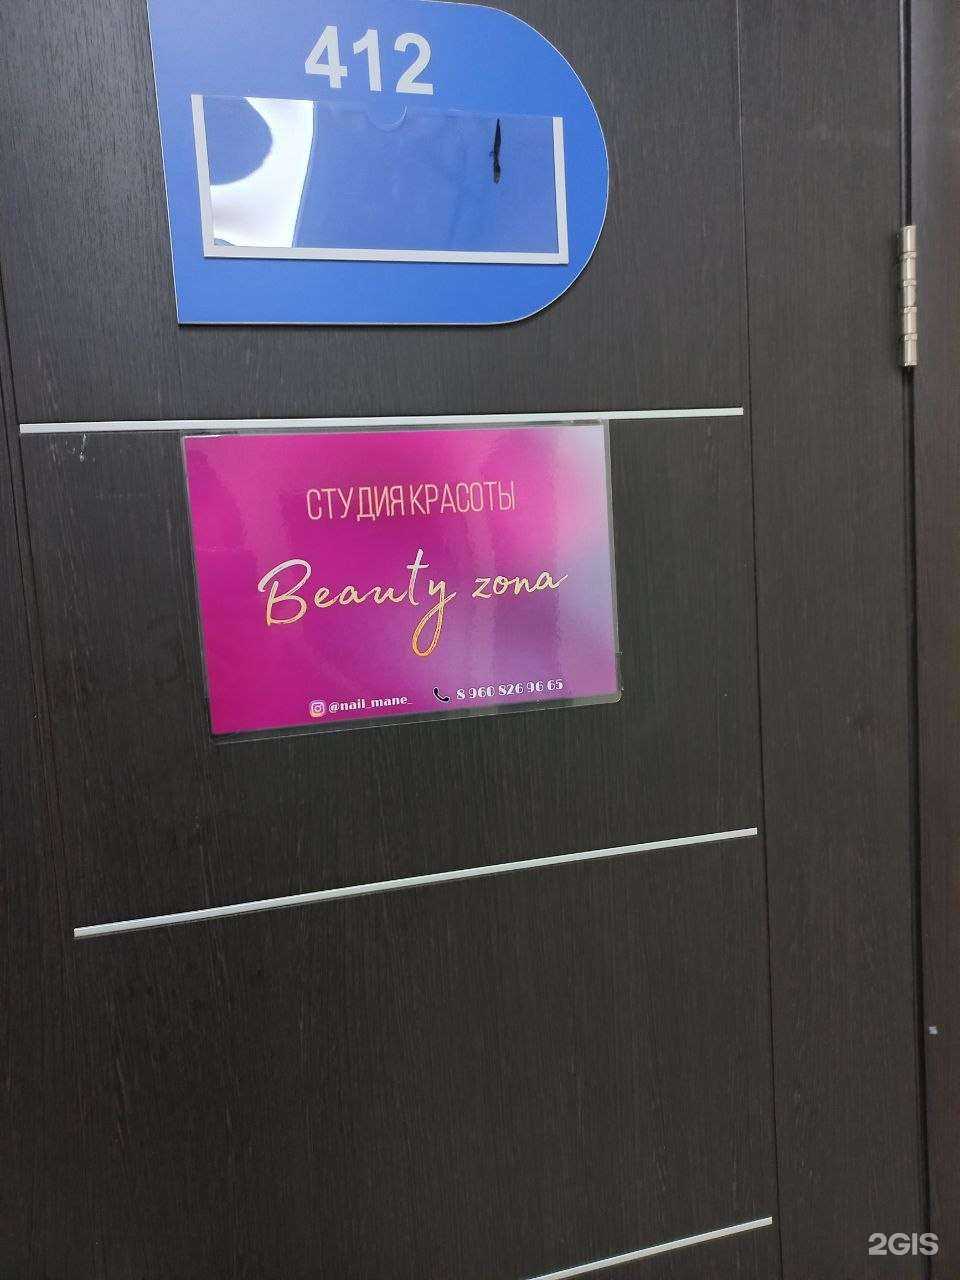 412
СТУДИЯ КРАСОТЫ
Beauty zona
@nail_mane_
8 960 826 96 65
2GIS